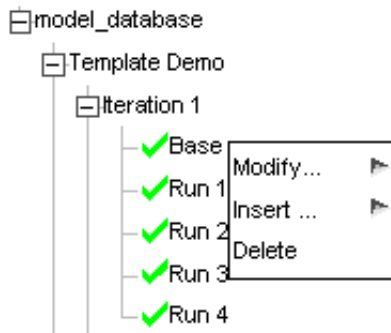 model_database
Template Demo
Iteration 1
Base
Run 1
Run 2
Run 3
Run 4
Modify...
Insert ...
Delete